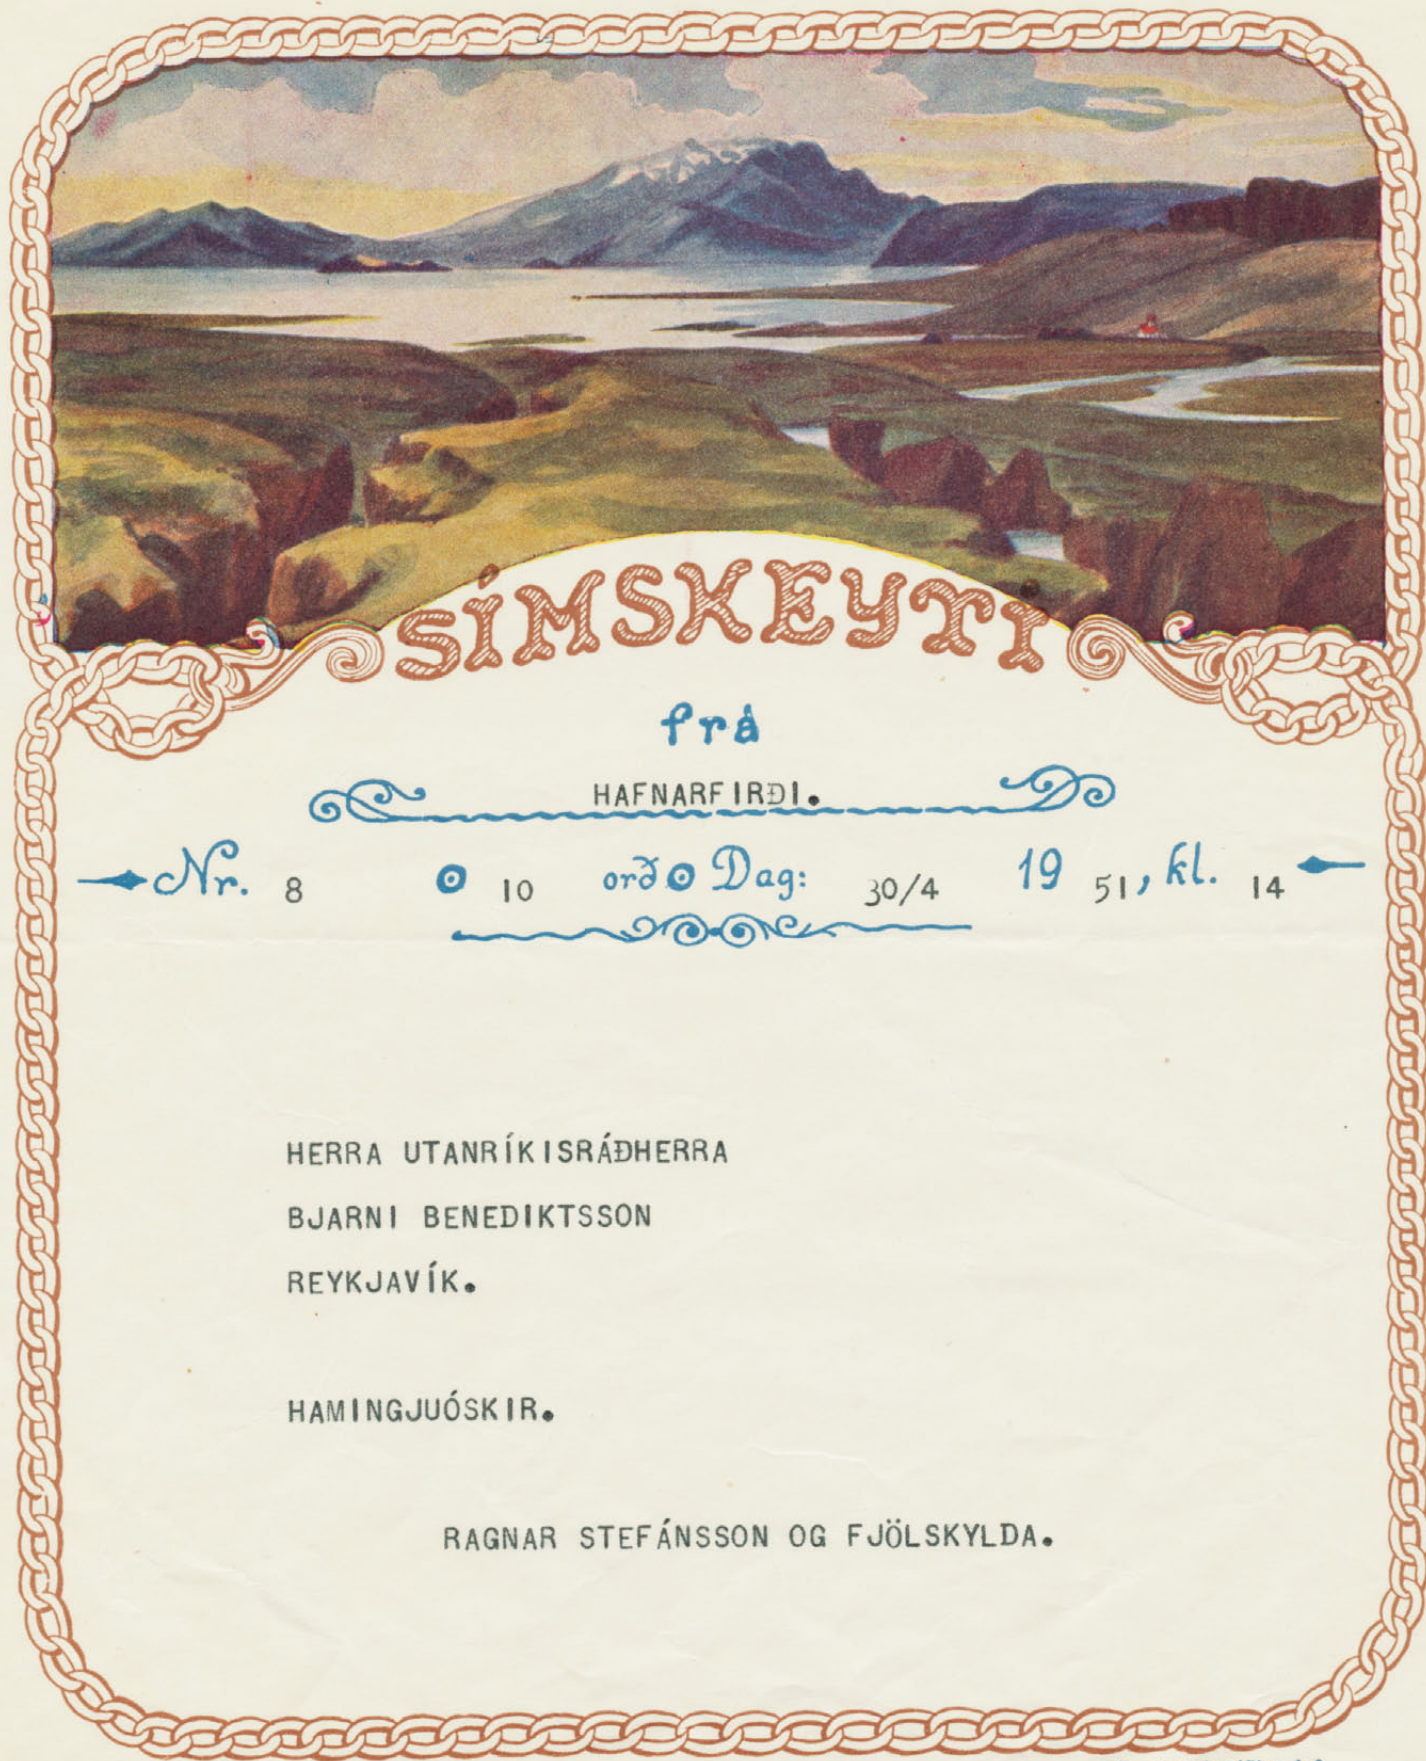 SÍMSKEYTI
frá
HAFNARFIRÐI.
Nr. 8 10 orð Dag: 30/4 19 51, kl. 14
HERRA UTANRÍKISRÁÐHERRA
BJARNI BENEDIKTSSON
REYKJAVÍK.
HAMINGJUÓSKIR.
RAGNAR STEFÁNSSON OG FJÖLSKYLDA.